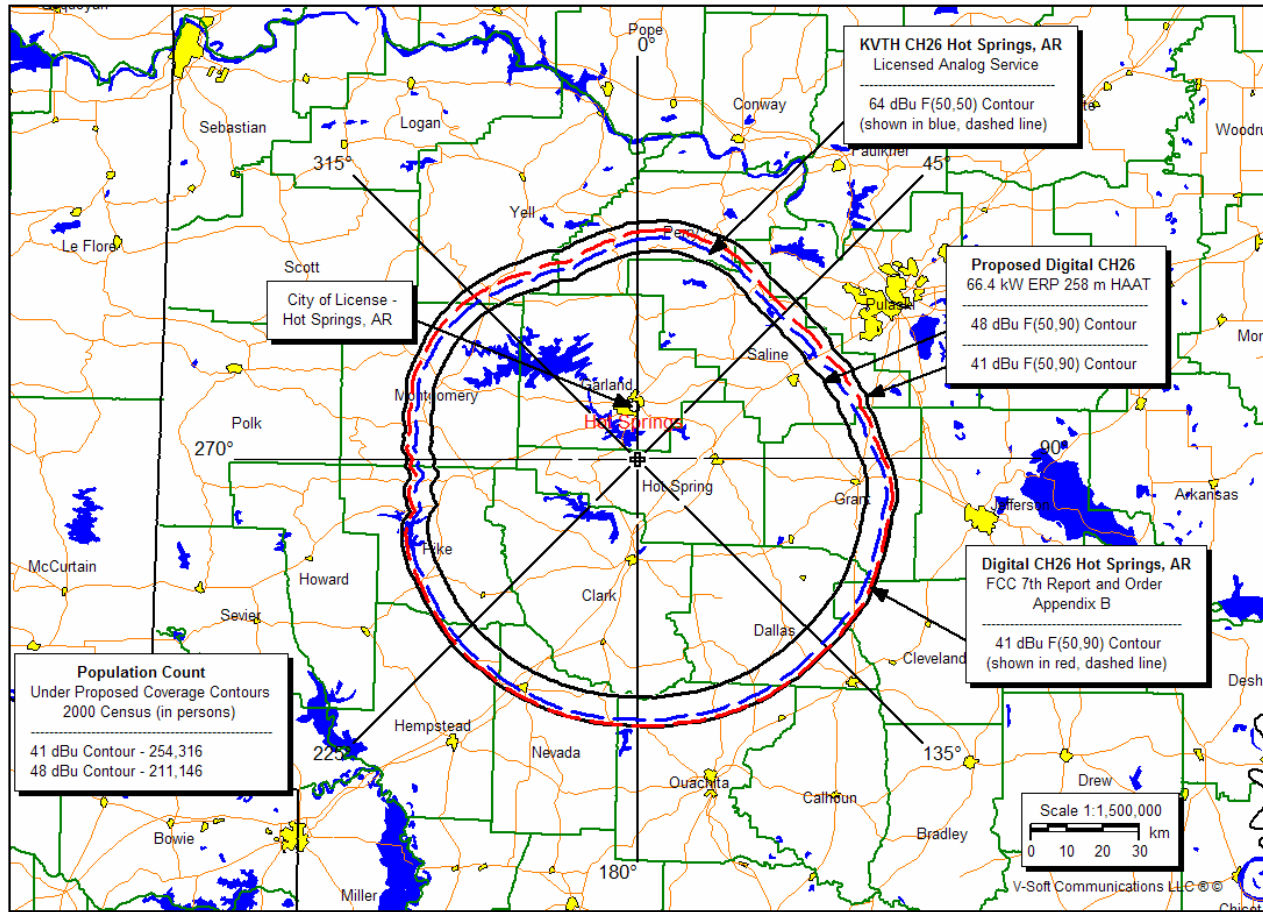 Pope
0°
KVTH CH26 Hot Springs, AR
Licensed Analog Service
64 dBu F(50,50) Contour
(shown in blue, dashed line)
Conway
Logan
Sebastian
Faulkner
315°
45°
Yell
Le Flore
Perry
Scott
Proposed Digital CH26
66.4 kW ERP 258 m HAAT
48 dBu F(50,90) Contour
41 dBu F(50,90) Contour
City of License -
Hot Springs, AR
Pulaski
Saline
Garland
Montgomery
Hot Springs
Polk
270°
90°
Hot Spring
Grant
Jefferson
Arkansas
Pike
McCurtain
Howard
Digital CH26 Hot Springs, AR
FCC 7th Report and Order
Appendix B
41 dBu F(50,90) Contour
(shown in red, dashed line)
Clark
Sevier
Dallas
Cleveland
Population Count
Under Proposed Coverage Contours
2000 Census (in persons)
41 dBu Contour - 254,316
48 dBu Contour - 211,146
Hempstead
225°
Nevada
135°
Ouachita
Drew
Calhoun
Scale 1:1,500,000
0 10 20 30 km
Bowie
Bradley
180°
Miller
V-Soft Communications LLC ® ©